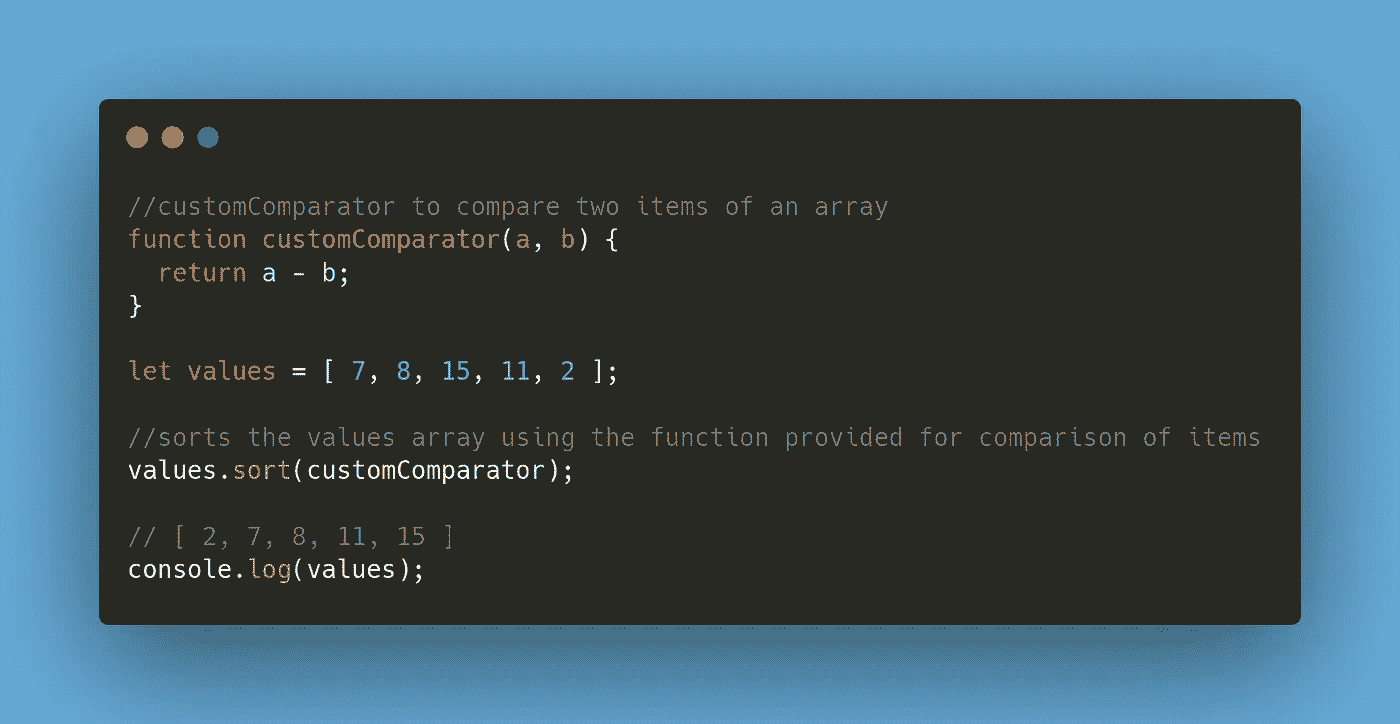 //customComparator to compare two items of an array
function customComparator(a, b) {
  return a - b;
}
let values = [ 7, 8, 15, 11, 2 ];
//sorts the values array using the function provided for comparison of items
values.sort(customComparator);
// [ 2, 7, 8, 11, 15 ]
console.log(values);